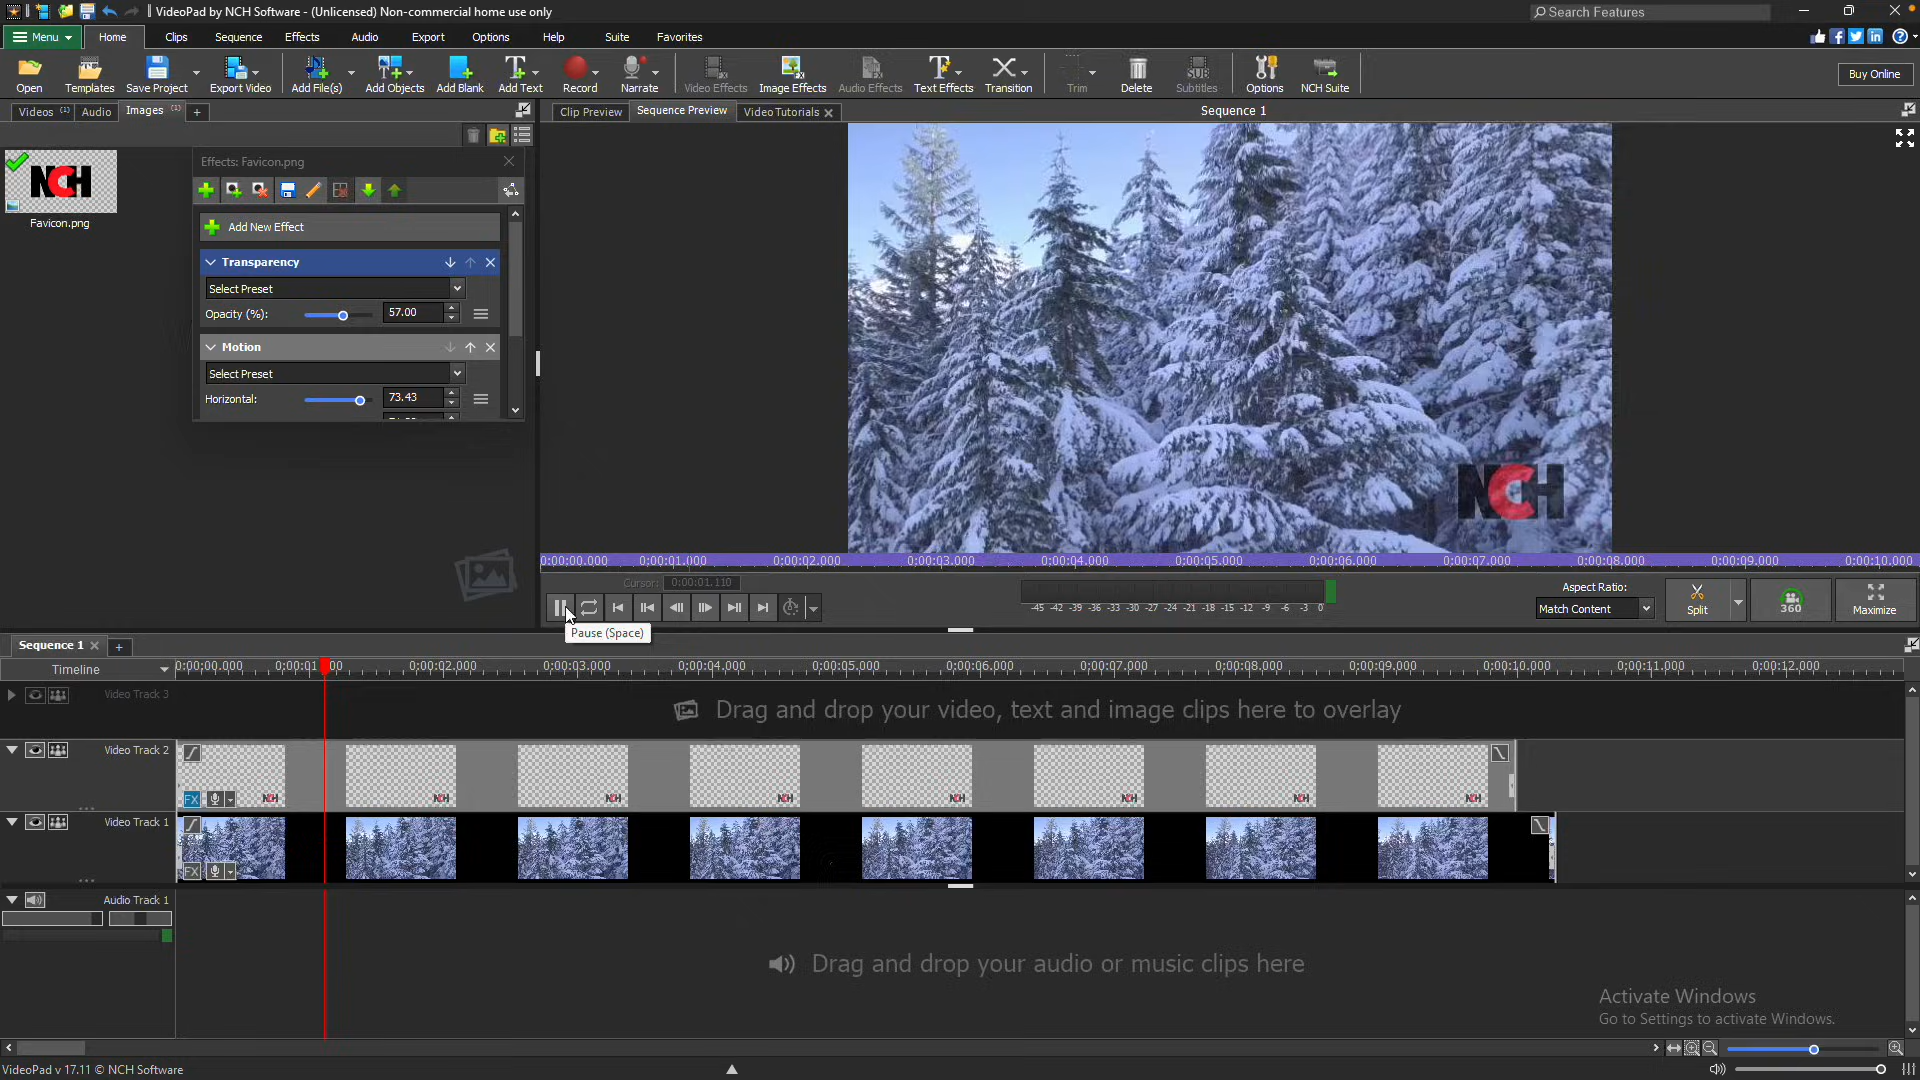 VideoPad by NCH Software - (Unlicensed) Non-commercial home use only
Search Features
Menu Home Clips Sequence Effects Audio Export Options Help Suite Favorites
Open Templates Save Project Export Video Add File(s) Add Objects Add Blank Add Text Record Narrate Video Effects Image Effects Audio Effects Text Effects Transition Trim Delete Subtitles Options NCH Suite Buy Online
SUB
Videos (1) Audio Images (1) +
Clip Preview Sequence Preview Video Tutorials
Sequence 1
NCH
Favicon.png
Effects: Favicon.png
Add New Effect
Transparency
Select Preset
Opacity (%): 57.00
Motion
Select Preset
Horizontal: 73.43
NCH
0:00:00.000 0:00:01.000 0:00:02.000 0:00:03.000 0:00:04.000 0:00:05.000 0:00:06.000 0:00:07.000 0:00:08.000 0:00:09.000 0:00:10.000
Cursor: 0:00:01.110
-45 -42 -39 -36 -33 -30 -27 -24 -21 -18 -15 -12 -9 -6 -3 0
Aspect Ratio:
Match Content
Split
360
Maximize
Pause (Space)
Sequence 1
Timeline
0:00:00.000 0:00:01 00 0:00:02.000 0:00:03.000 0:00:04.000 0:00:05.000 0:00:06.000 0:00:07.000 0:00:08.000 0:00:09.000 0:00:10.000 0:00:11.000 0:00:12.000
Video Track 3
Drag and drop your video, text and image clips here to overlay
Video Track 2
FX
NCH NCH NCH NCH NCH NCH NCH NCH
Video Track 1
FX
Audio Track 1
Drag and drop your audio or music clips here
Activate Windows
Go to Settings to activate Windows.
VideoPad v 17.11 © NCH Software